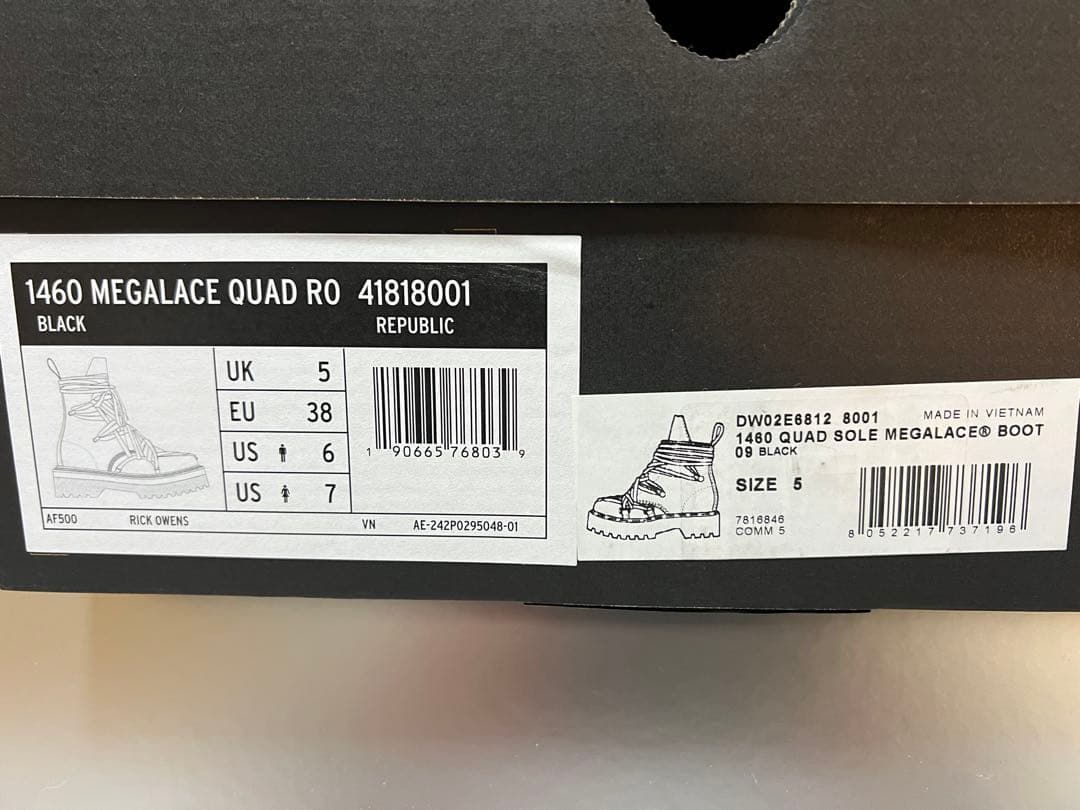 1460 MEGALACE QUAD RO 41818001
BLACK REPUBLIC
UK 5
EU 38
US 6
US 7
1 90665 76803 9
AF500 RICK OWENS VN AE-242P0295048-01
DW02E6812 8001 MADE IN VIETNAM
1460 QUAD SOLE MEGALACE® BOOT
09 BLACK
SIZE 5
7816846
COMM 5
8 052217 737196